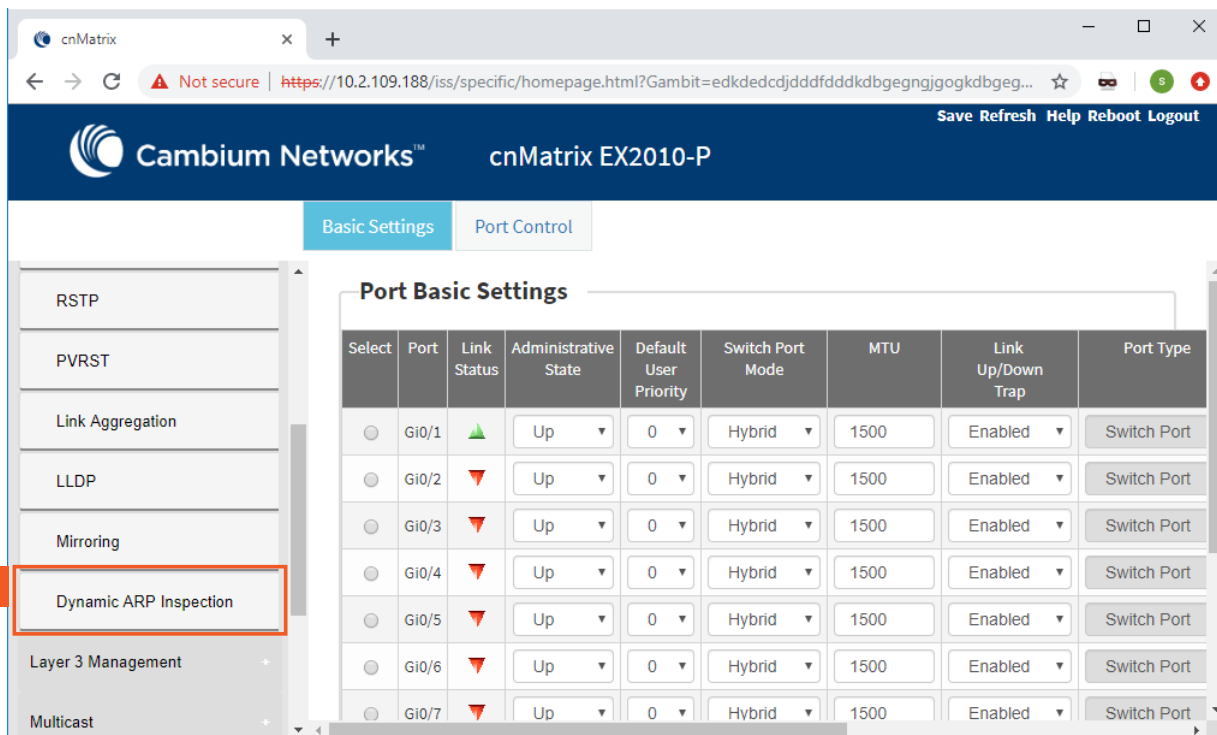 cnMatrix
Not secure | https://10.2.109.188/iss/specific/homepage.html?Gambit=edkdedcdjdddfdddkdbgegngjgogkdbgeg...
S
Save Refresh Help Reboot Logout
Cambium Networks™ cnMatrix EX2010-P
Basic Settings Port Control
RSTP
PVRST
Link Aggregation
LLDP
Mirroring
Dynamic ARP Inspection
Layer 3 Management +
Multicast +
Port Basic Settings
Select Port Link Status Administrative State Default User Priority Switch Port Mode MTU Link Up/Down Trap Port Type
Gi0/1 Up 0 Hybrid 1500 Enabled Switch Port
Gi0/2 Up 0 Hybrid 1500 Enabled Switch Port
Gi0/3 Up 0 Hybrid 1500 Enabled Switch Port
Gi0/4 Up 0 Hybrid 1500 Enabled Switch Port
Gi0/5 Up 0 Hybrid 1500 Enabled Switch Port
Gi0/6 Up 0 Hybrid 1500 Enabled Switch Port
Gi0/7 Up 0 Hybrid 1500 Enabled Switch Port